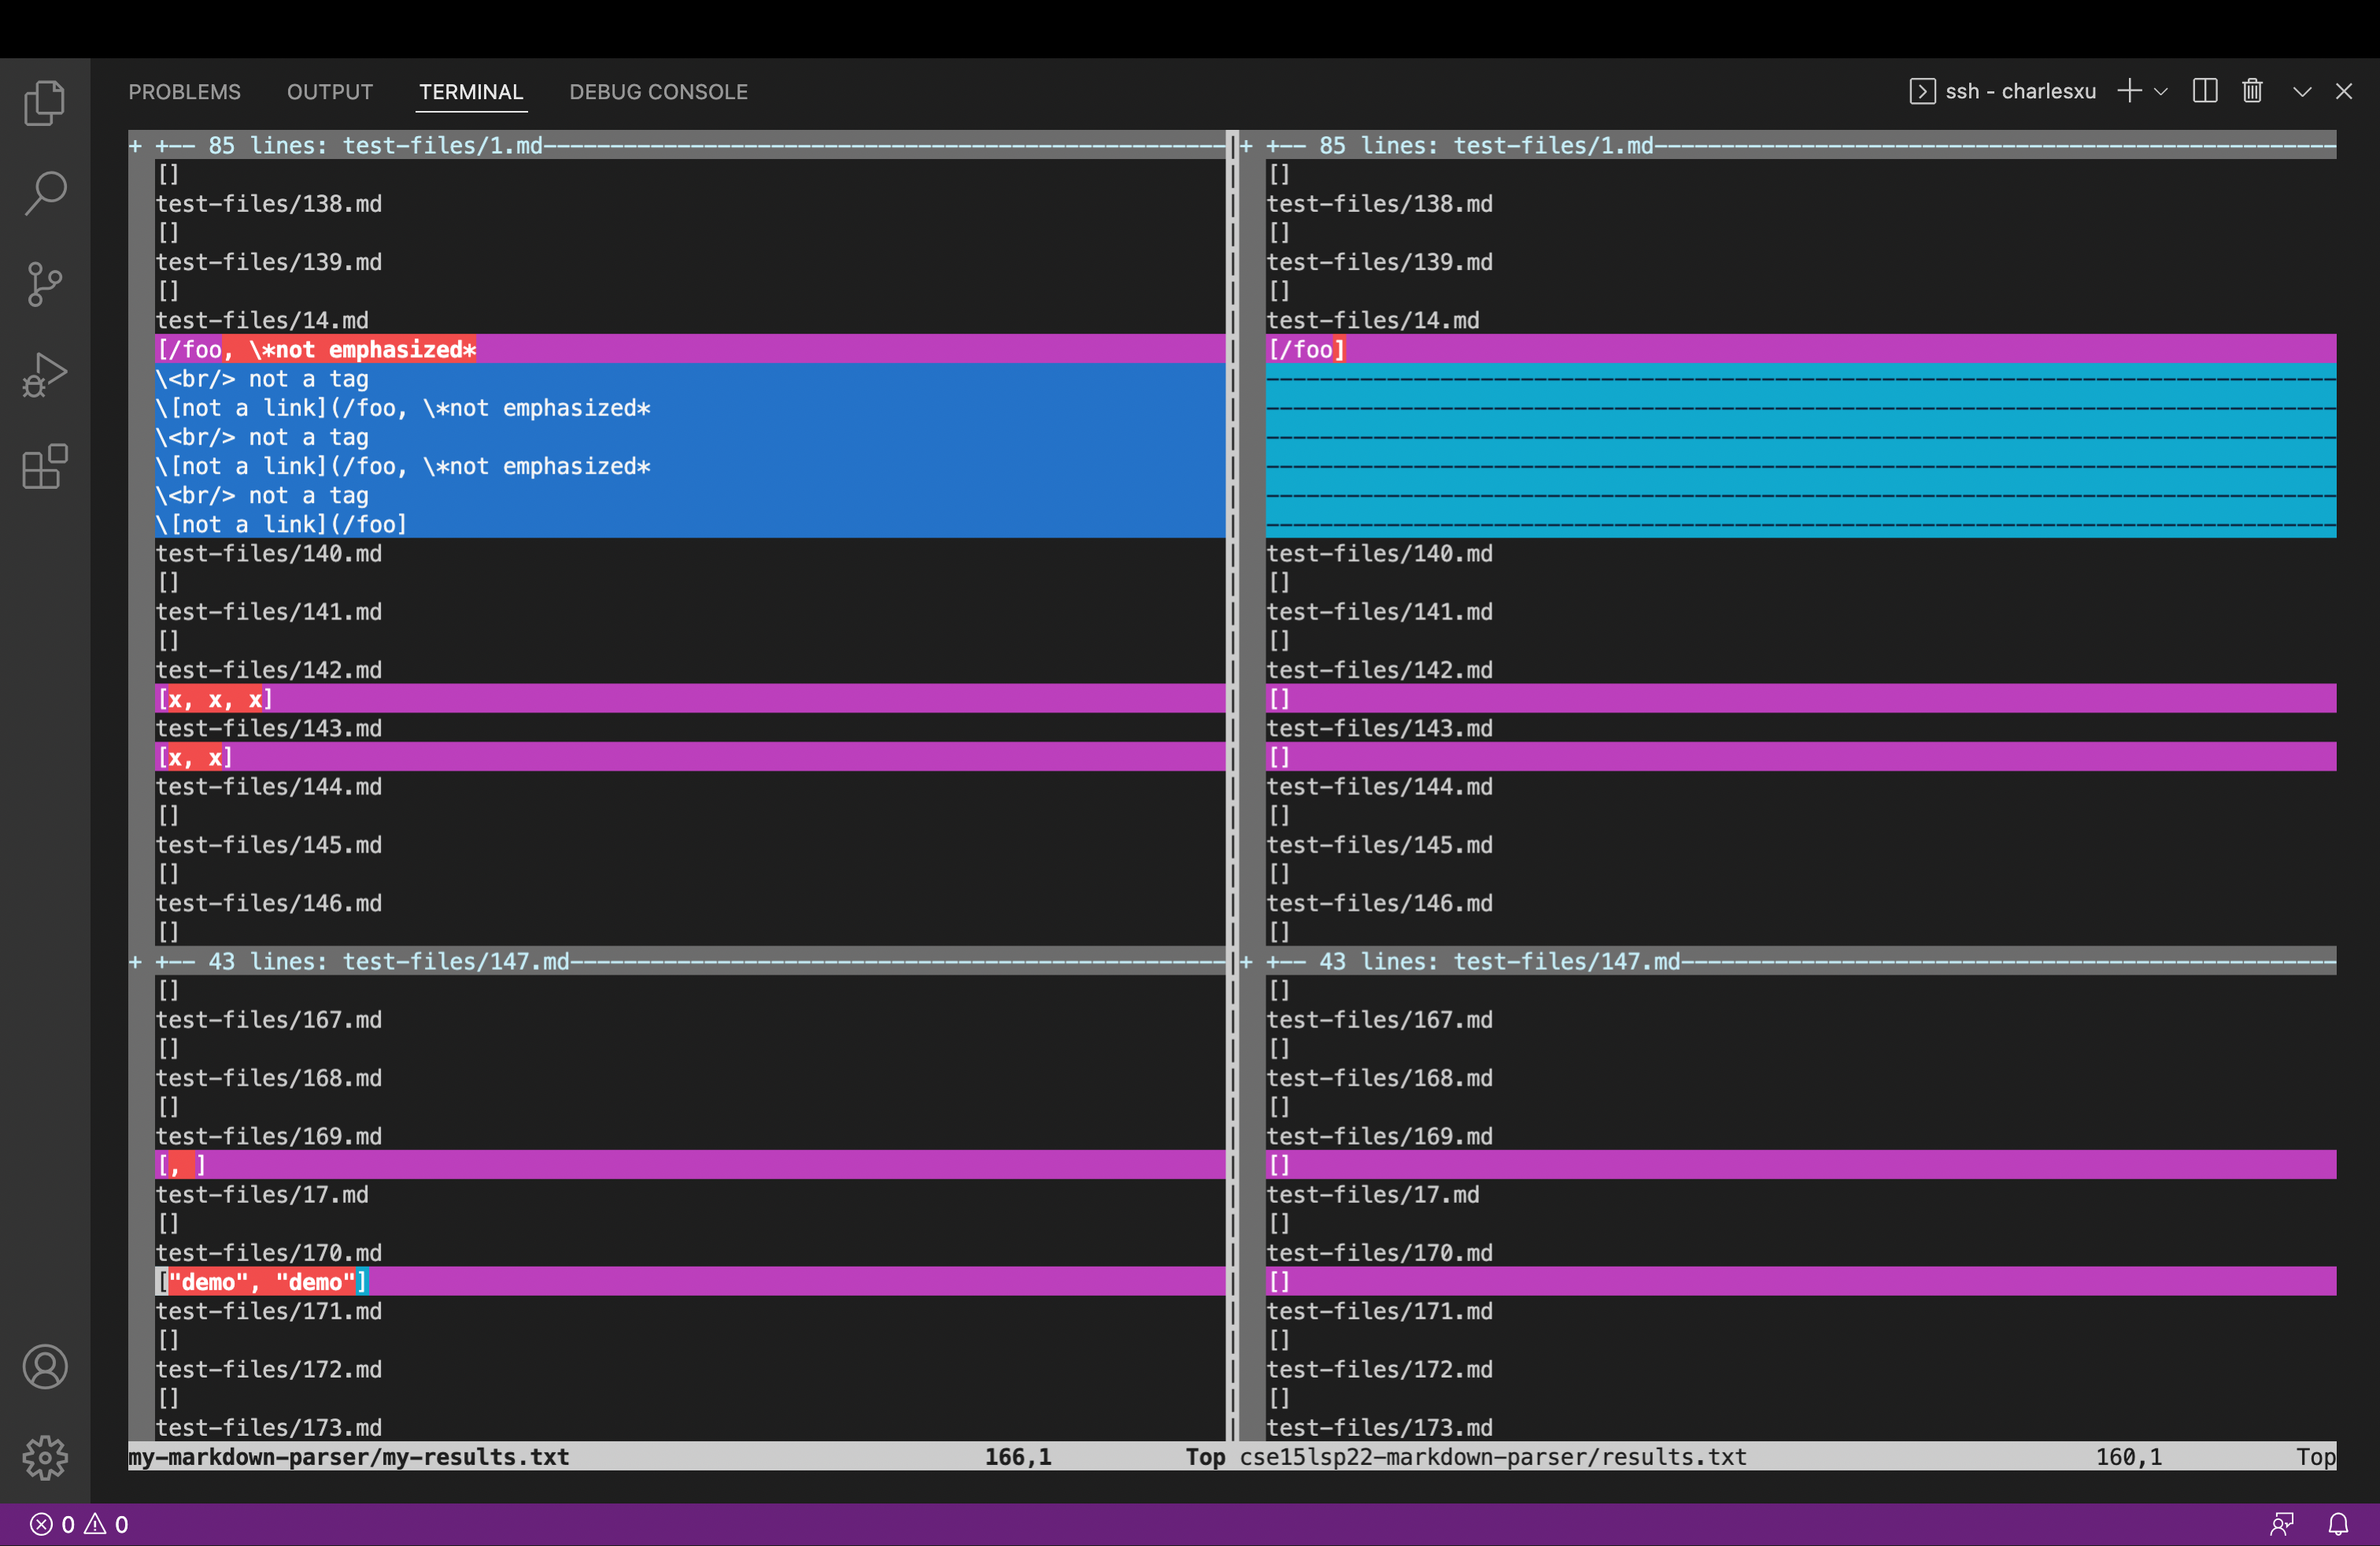 PROBLEMS OUTPUT TERMINAL DEBUG CONSOLE
ssh - charlesxu
+ +-- 85 lines: test-files/1.md
[]
test-files/138.md
[]
test-files/139.md
[]
test-files/14.md
[/foo, \*not emphasized*
\<br/> not a tag
\[not a link](/foo, \*not emphasized*
\<br/> not a tag
\[not a link](/foo, \*not emphasized*
\<br/> not a tag
\[not a link](/foo]
test-files/140.md
[]
test-files/141.md
[]
test-files/142.md
[x, x, x]
test-files/143.md
[x, x]
test-files/144.md
[]
test-files/145.md
[]
test-files/146.md
[]
+ +-- 43 lines: test-files/147.md
[]
test-files/167.md
[]
test-files/168.md
[]
test-files/169.md
[, ]
test-files/17.md
[]
test-files/170.md
["demo", "demo"]
test-files/171.md
[]
test-files/172.md
[]
test-files/173.md
my-markdown-parser/my-results.txt 166,1 Top
+ +-- 85 lines: test-files/1.md
[]
test-files/138.md
[]
test-files/139.md
[]
test-files/14.md
[/foo]
test-files/140.md
[]
test-files/141.md
[]
test-files/142.md
[]
test-files/143.md
[]
test-files/144.md
[]
test-files/145.md
[]
test-files/146.md
[]
+ +-- 43 lines: test-files/147.md
[]
test-files/167.md
[]
test-files/168.md
[]
test-files/169.md
[]
test-files/17.md
[]
test-files/170.md
[]
test-files/171.md
[]
test-files/172.md
[]
test-files/173.md
cse15lsp22-markdown-parser/results.txt 160,1 Top
0 0